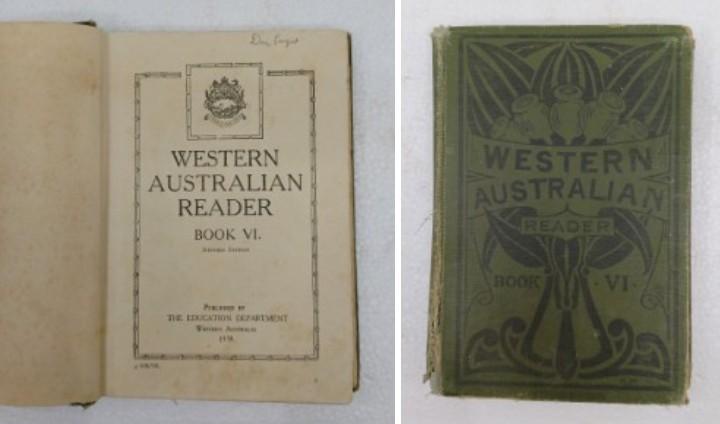 WESTERN
AUSTRALIAN
READER
BOOK VI.
PUBLISHED BY
THE EDUCATION DEPARTMENT
WESTERN AUSTRALIA
WESTERN
AUSTRALIAN
READER
BOOK · VI ·